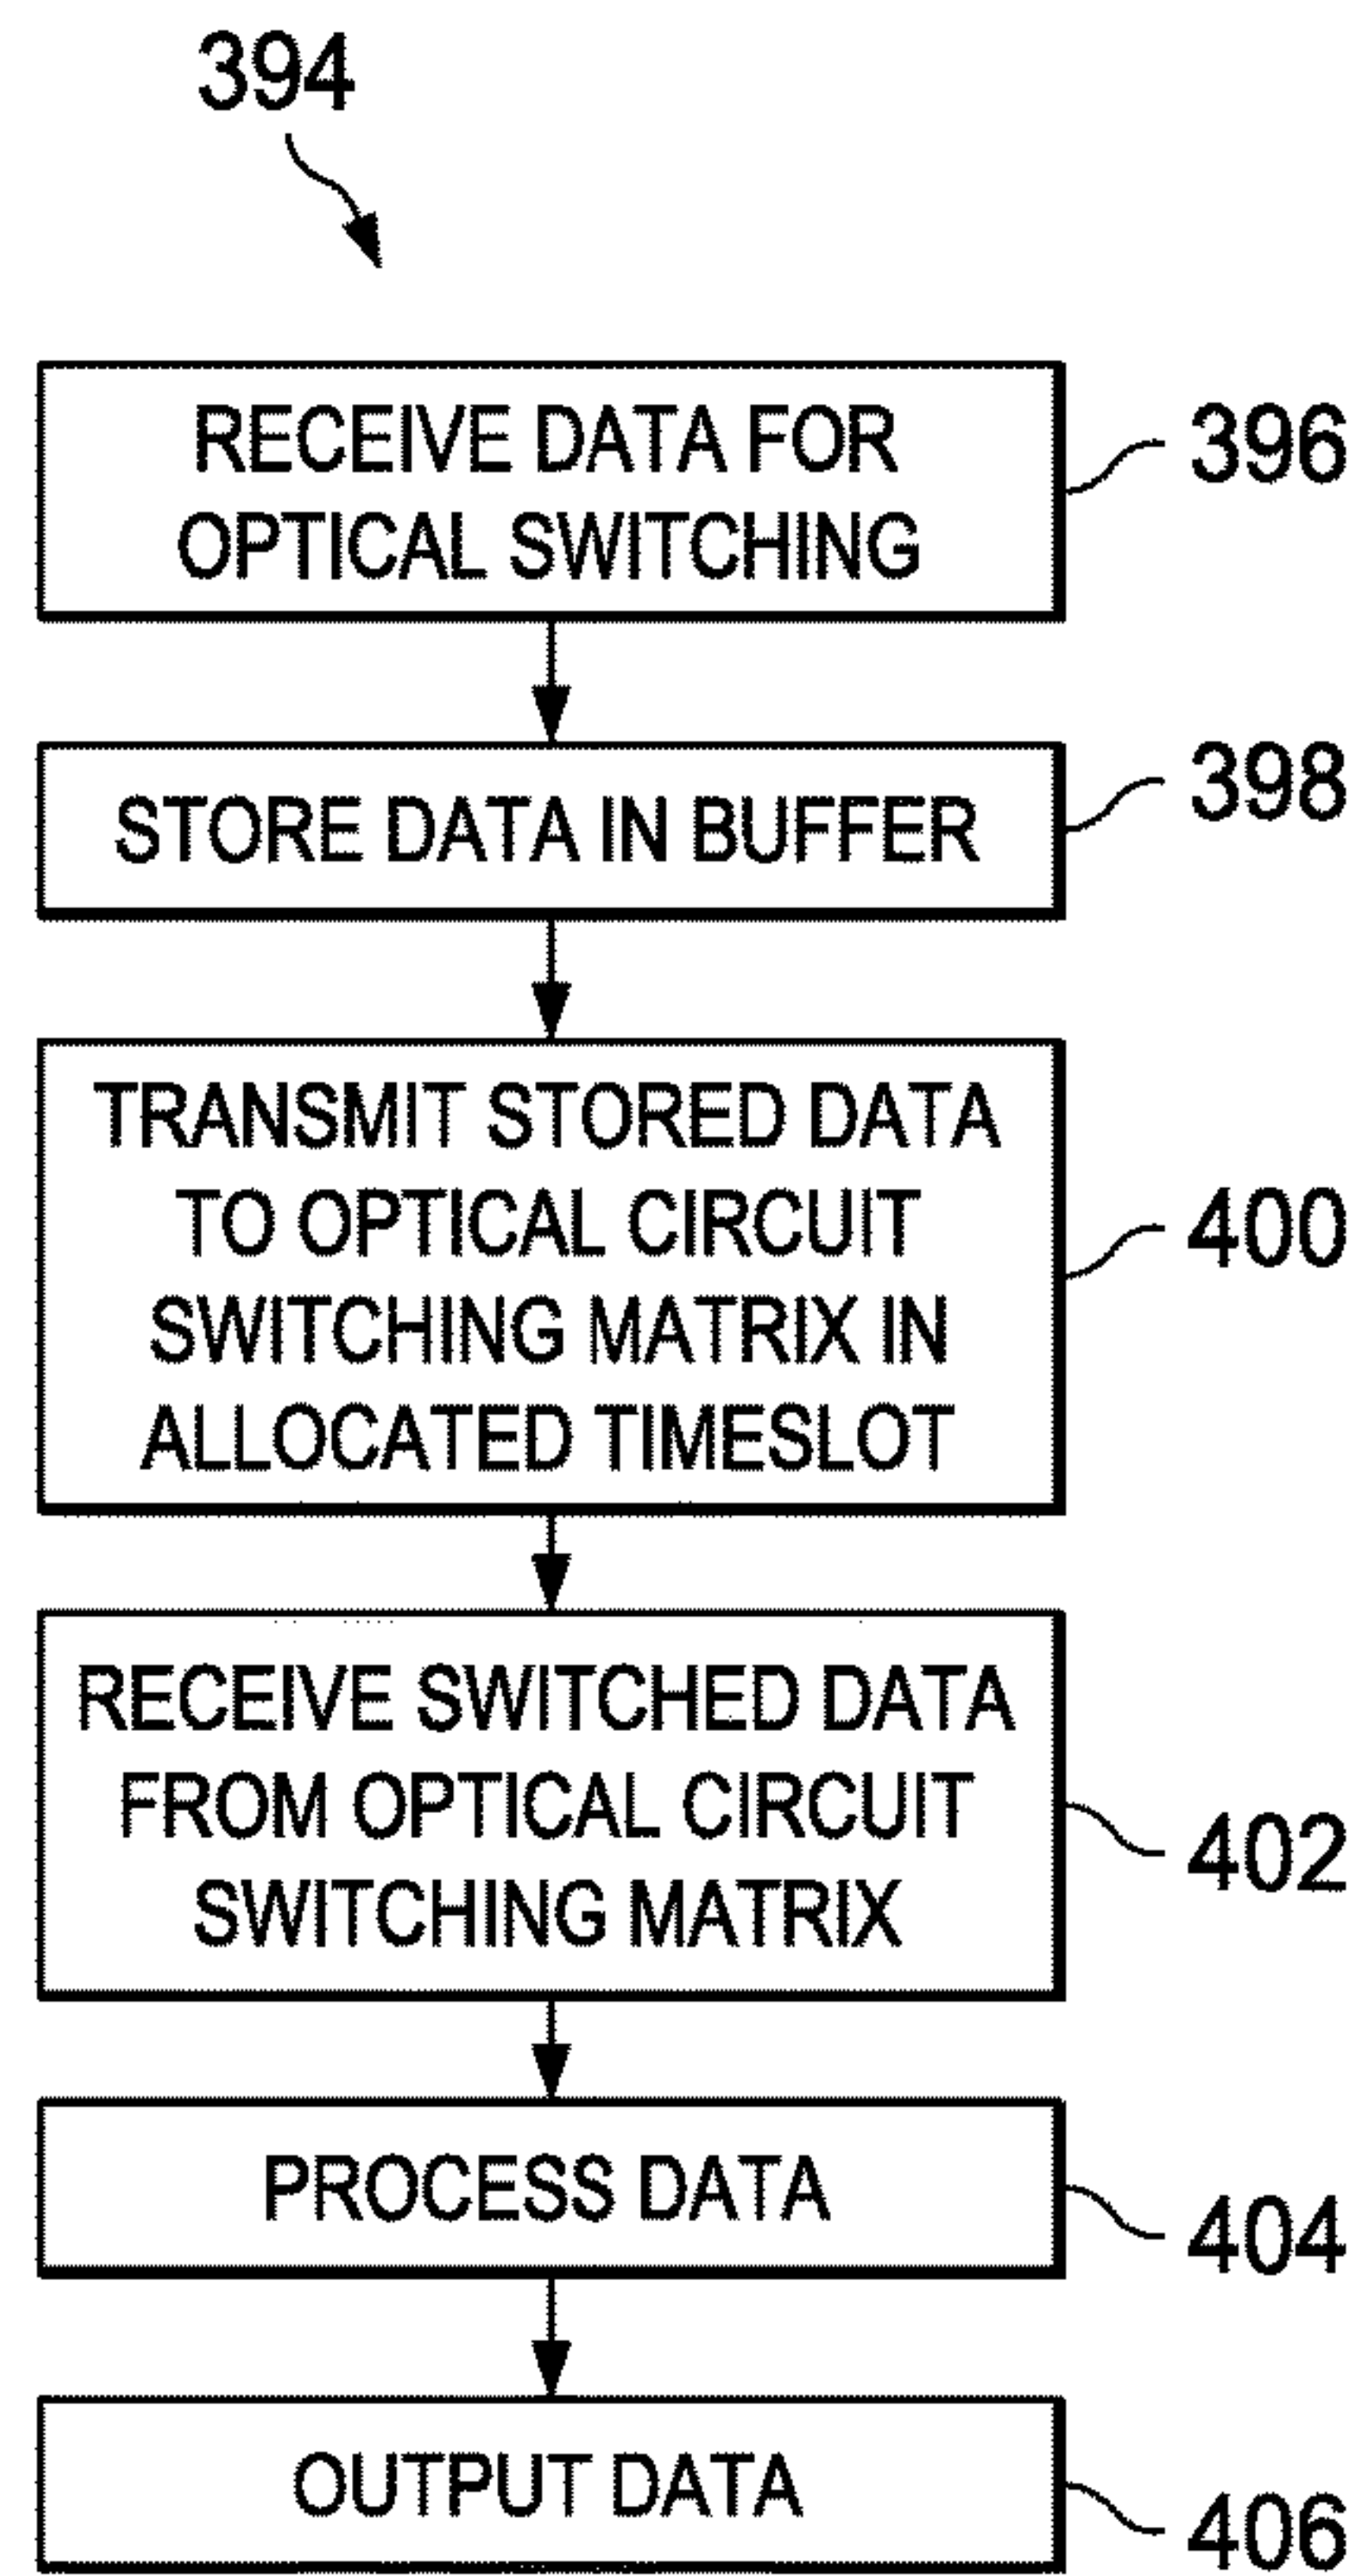 394
RECEIVE DATA FOR
OPTICAL SWITCHING
396
STORE DATA IN BUFFER
398
TRANSMIT STORED DATA
TO OPTICAL CIRCUIT
SWITCHING MATRIX IN
ALLOCATED TIMESLOT
400
RECEIVE SWITCHED DATA
FROM OPTICAL CIRCUIT
SWITCHING MATRIX
402
PROCESS DATA
404
OUTPUT DATA
406